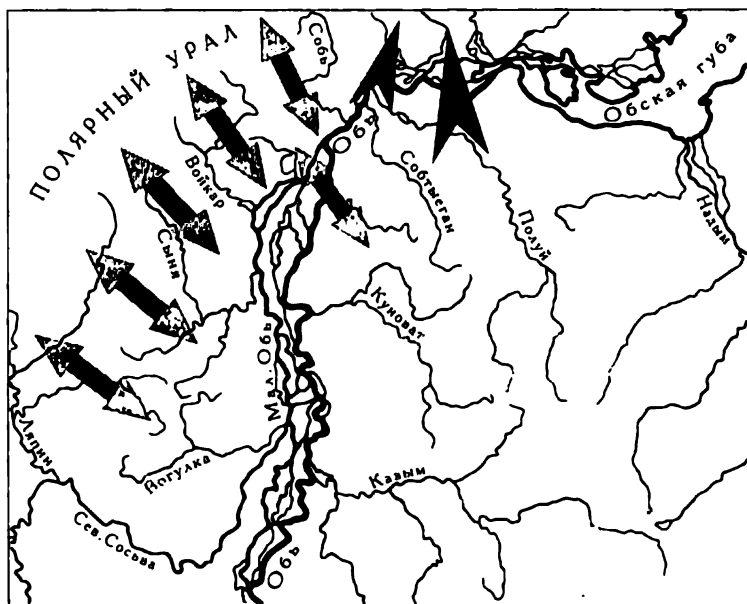 ПОЛЯРНЫЙ УРАЛ
Собь
Обская губа
Обь
Войкар
Собтыеган
Полуй
Надым
Сыня
Куноват
Мал. Обь
Ляпин
Вогулка
Казым
Сев. Сосьва
Обь